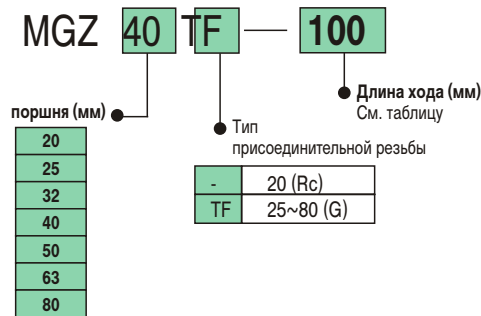 MGZ 40 TF — 100
Длина хода (мм)
См. таблицу
поршня (мм)
Тип
присоединительной резьбы
20
25
32
40
50
63
80
- 20 (Rc)
TF 25~80 (G)